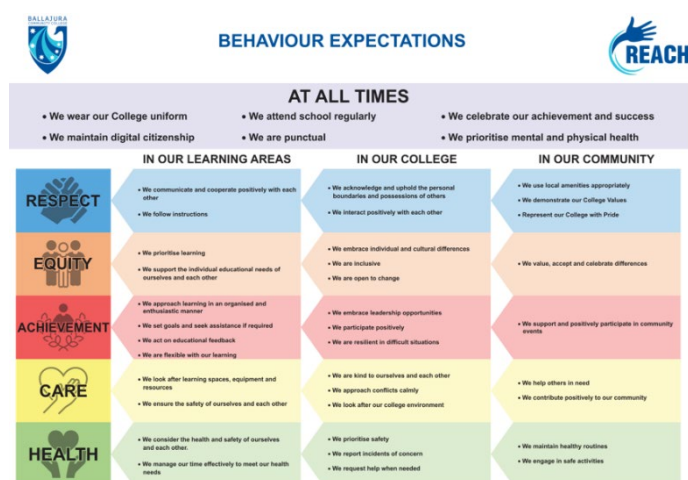 BALLAJURA
COMMUNITY COLLEGE
BEHAVIOUR EXPECTATIONS
REACH
AT ALL TIMES
• We wear our College uniform
• We attend school regularly
• We celebrate our achievement and success
• We maintain digital citizenship
• We are punctual
• We prioritise mental and physical health
IN OUR LEARNING AREAS
IN OUR COLLEGE
IN OUR COMMUNITY
RESPECT
• We communicate and cooperate positively with each
other
• We follow instructions
• We acknowledge and uphold the personal
boundaries and possessions of others
• We interact positively with each other
• We use local amenities appropriately
• We demonstrate our College Values
• Represent our College with Pride
EQUITY
• We prioritise learning
• We support the individual educational needs of
ourselves and each other
• We embrace individual and cultural differences
• We are inclusive
• We are open to change
• We value, accept and celebrate differences
ACHIEVEMENT
• We approach learning in an organised and
enthusiastic manner
• We set goals and seek assistance if required
• We act on educational feedback
• We are flexible with our learning
• We embrace leadership opportunities
• We participate positively
• We are resilient in difficult situations
• We support and positively participate in community
events
CARE
• We look after learning spaces, equipment and
resources
• We ensure the safety of ourselves and each other
• We are kind to ourselves and each other
• We approach conflicts calmly
• We look after our college environment
• We help others in need
• We contribute positively to our community
HEALTH
• We consider the health and safety of ourselves
and each other.
• We manage our time effectively to meet our health
needs
• We prioritise safety
• We report incidents of concern
• We request help when needed
• We maintain healthy routines
• We engage in safe activities